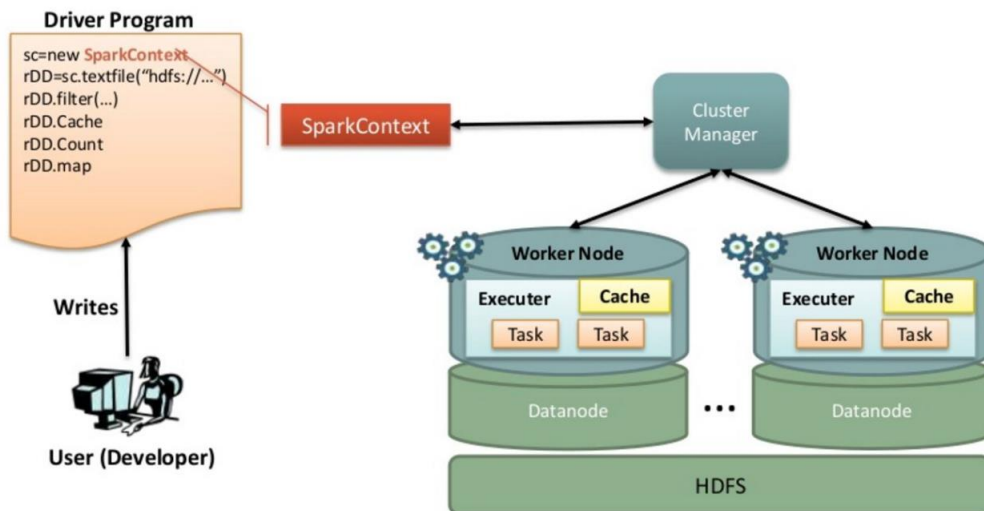 Driver Program
sc=new SparkContext
rDD=sc.textfile(“hdfs://…”)
rDD.filter(…)
rDD.Cache
rDD.Count
rDD.map
SparkContext
Cluster
Manager
Writes
User (Developer)
Worker Node
Executer
Cache
Task
Task
Datanode
...
Worker Node
Executer
Cache
Task
Task
Datanode
HDFS